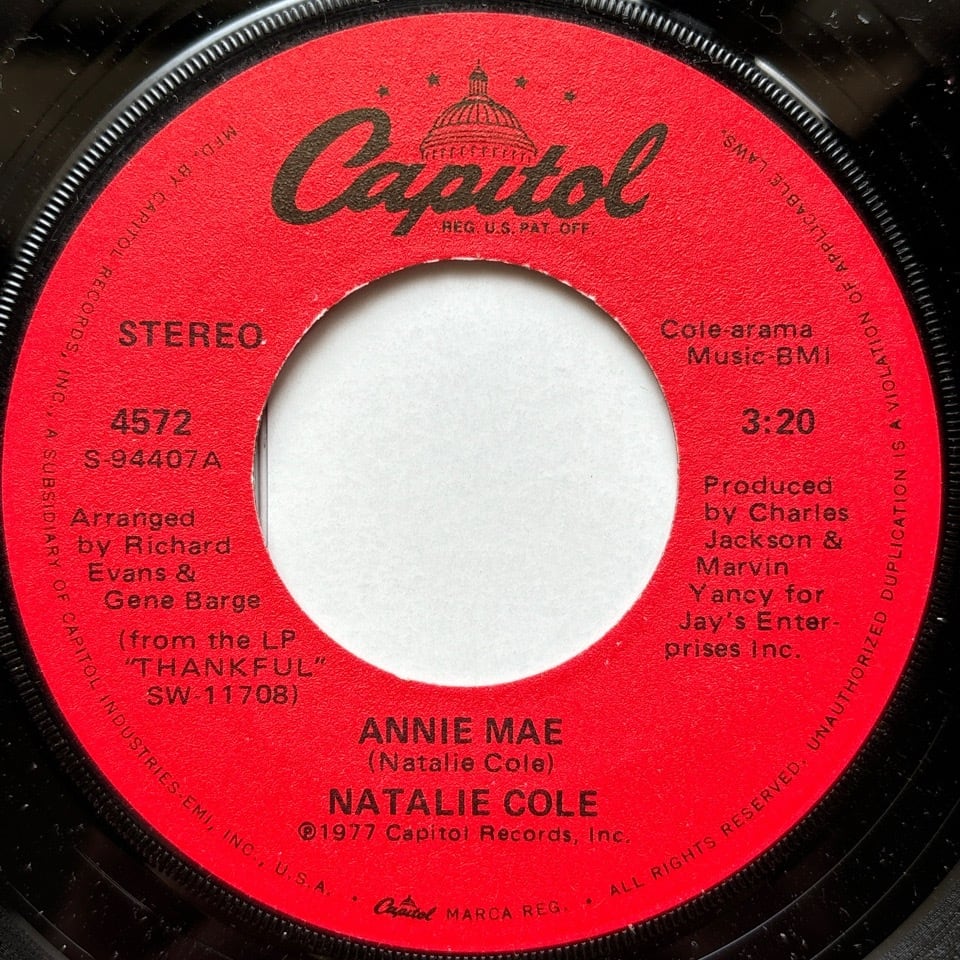 Capitol
REG. U.S. PAT. OFF.
STEREO
4572
S-94407A
Arranged
by Richard
Evans &
Gene Barge
(from the LP
"THANKFUL"
SW-11708)
Cole-arama
Music-BMI
3:20
Produced
by Charles
Jackson &
Marvin
Yancy for
Jay's Enter-
prises Inc.
ANNIE MAE
(Natalie Cole)
NATALIE COLE
℗1977 Capitol Records, Inc.
MFD. BY CAPITOL RECORDS, INC., A SUBSIDIARY OF CAPITOL INDUSTRIES-EMI, INC., U.S.A. • Capitol MARCA REG. • ALL RIGHTS RESERVED. UNAUTHORIZED DUPLICATION IS A VIOLATION OF APPLICABLE LAWS.